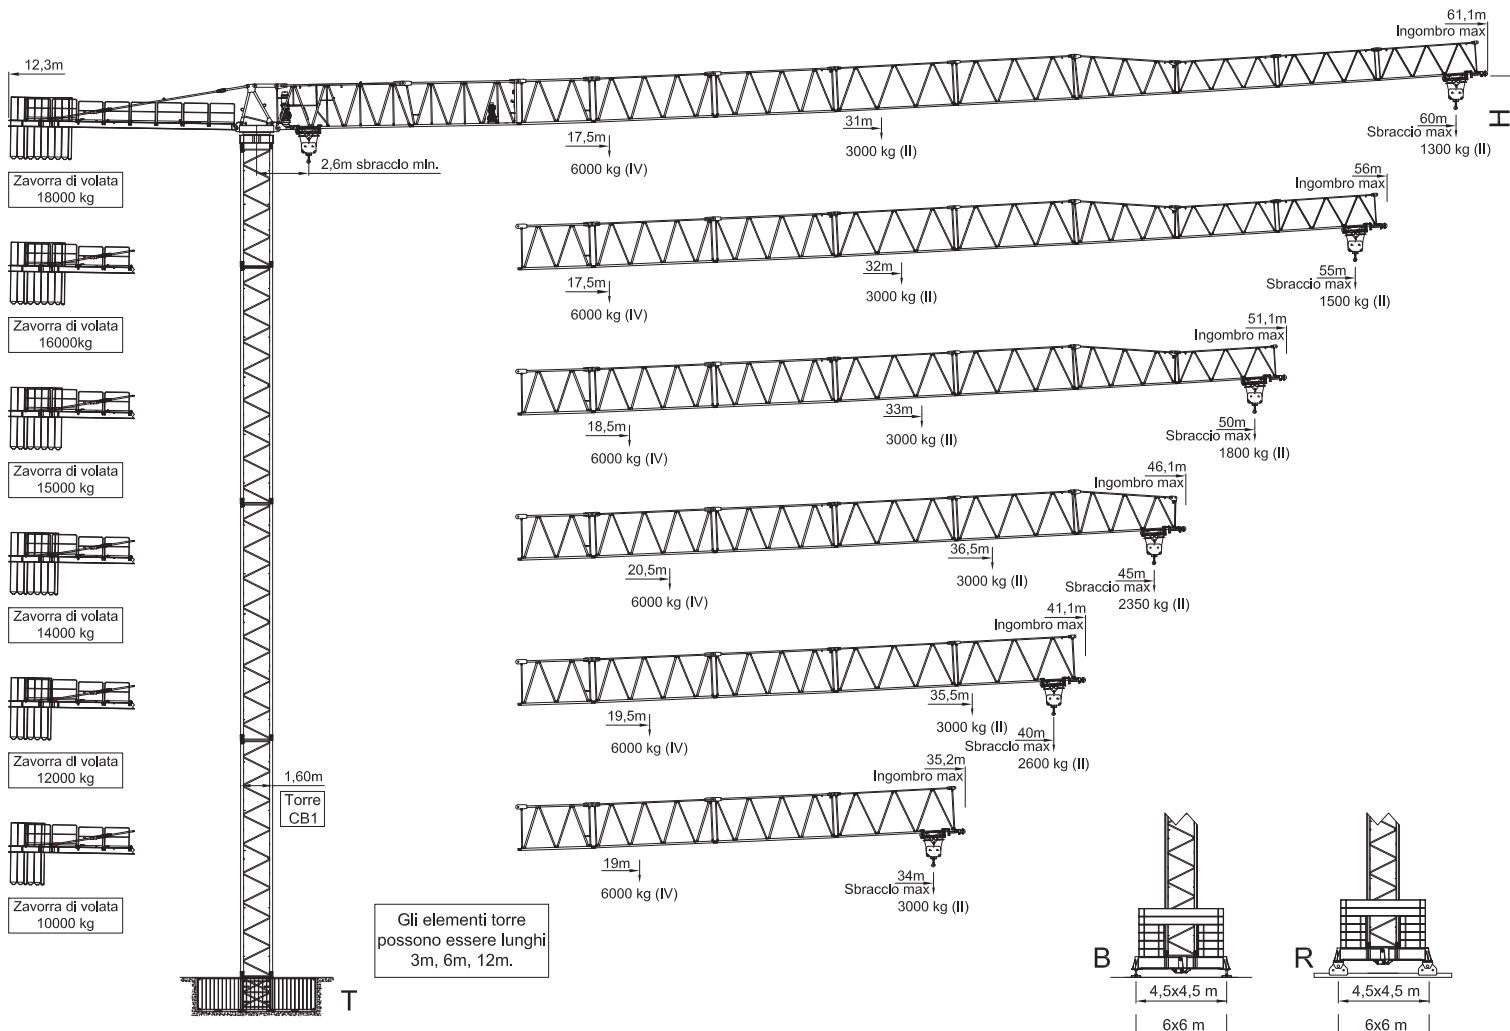 61,1m
Ingombro max
12,3m
H
17,5m
6000 kg (IV)
31m
3000 kg (II)
60m
Sbraccio max
1300 kg (II)
2,6m sbraccio min.
Zavorra di volata
18000 kg
56m
Ingombro max
17,5m
6000 kg (IV)
32m
3000 kg (II)
55m
Sbraccio max
1500 kg (II)
Zavorra di volata
16000kg
51,1m
Ingombro max
18,5m
6000 kg (IV)
33m
3000 kg (II)
50m
Sbraccio max
1800 kg (II)
Zavorra di volata
15000 kg
46,1m
Ingombro max
20,5m
6000 kg (IV)
36,5m
3000 kg (II)
45m
Sbraccio max
2350 kg (II)
Zavorra di volata
14000 kg
41,1m
Ingombro max
19,5m
6000 kg (IV)
35,5m
3000 kg (II)
40m
Sbraccio max
2600 kg (II)
Zavorra di volata
12000 kg
1,60m
Torre
CB1
35,2m
Ingombro max
19m
6000 kg (IV)
34m
Sbraccio max
3000 kg (II)
Zavorra di volata
10000 kg
Gli elementi torre
possono essere lunghi
3m, 6m, 12m.
T
B
4,5x4,5 m
6x6 m
R
4,5x4,5 m
6x6 m